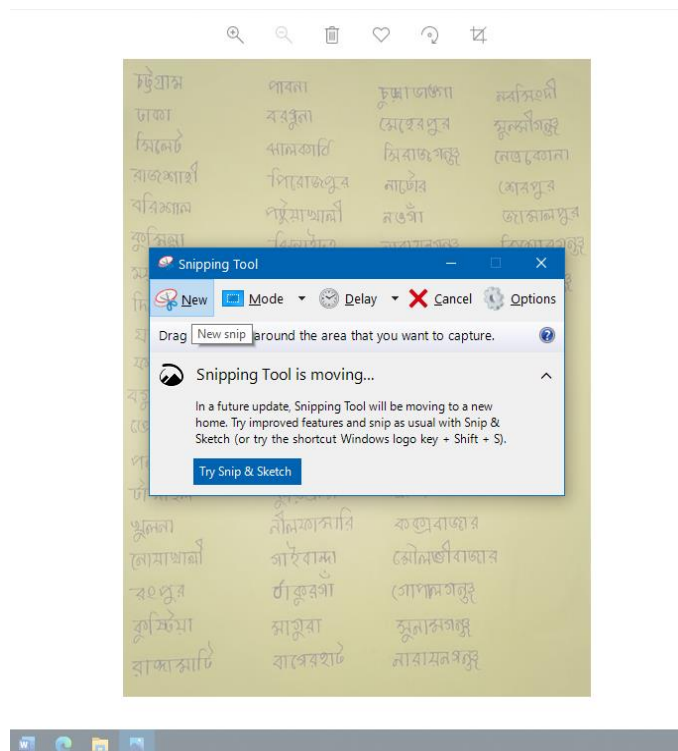 চট্টগ্রাম পাবনা চুয়াডাঙ্গা নরসিংদী
ঢাকা বরগুনা মেহেরপুর মুন্সীগঞ্জ
সিলেট ঝালকাঠি সিরাজগঞ্জ নেত্রকোনা
রাজশাহী পিরোজপুর নাটোর শেরপুর
বরিশাল পটুয়াখালী নওগাঁ জামালপুর
কুমিল্লা
Snipping Tool
New Mode Delay Cancel Options
Drag around the area that you want to capture.
New snip
Snipping Tool is moving...
In a future update, Snipping Tool will be moving to a new
home. Try improved features and snip as usual with Snip &
Sketch (or try the shortcut Windows logo key + Shift + S).
Try Snip & Sketch
খুলনা নীলফামারি কক্সবাজার
নোয়াখালী গাইবান্ধা মৌলভীবাজার
রংপুর ঠাকুরগাঁ গোপালগঞ্জ
কুষ্টিয়া মাগুরা সুনামগঞ্জ
রাঙ্গামাটি বাগেরহাট নারায়নগঞ্জ